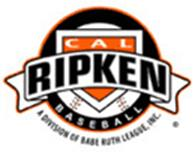 CAL
RIPKEN
BASEBALL
A DIVISION OF BABE RUTH LEAGUE, INC.
®